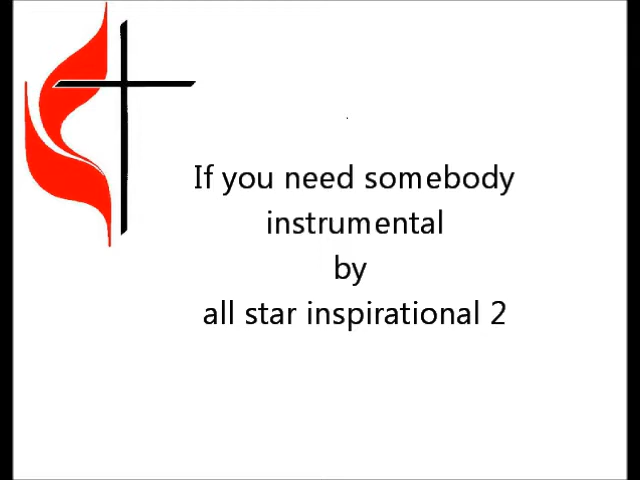 If you need somebody
instrumental
by
all star inspirational 2